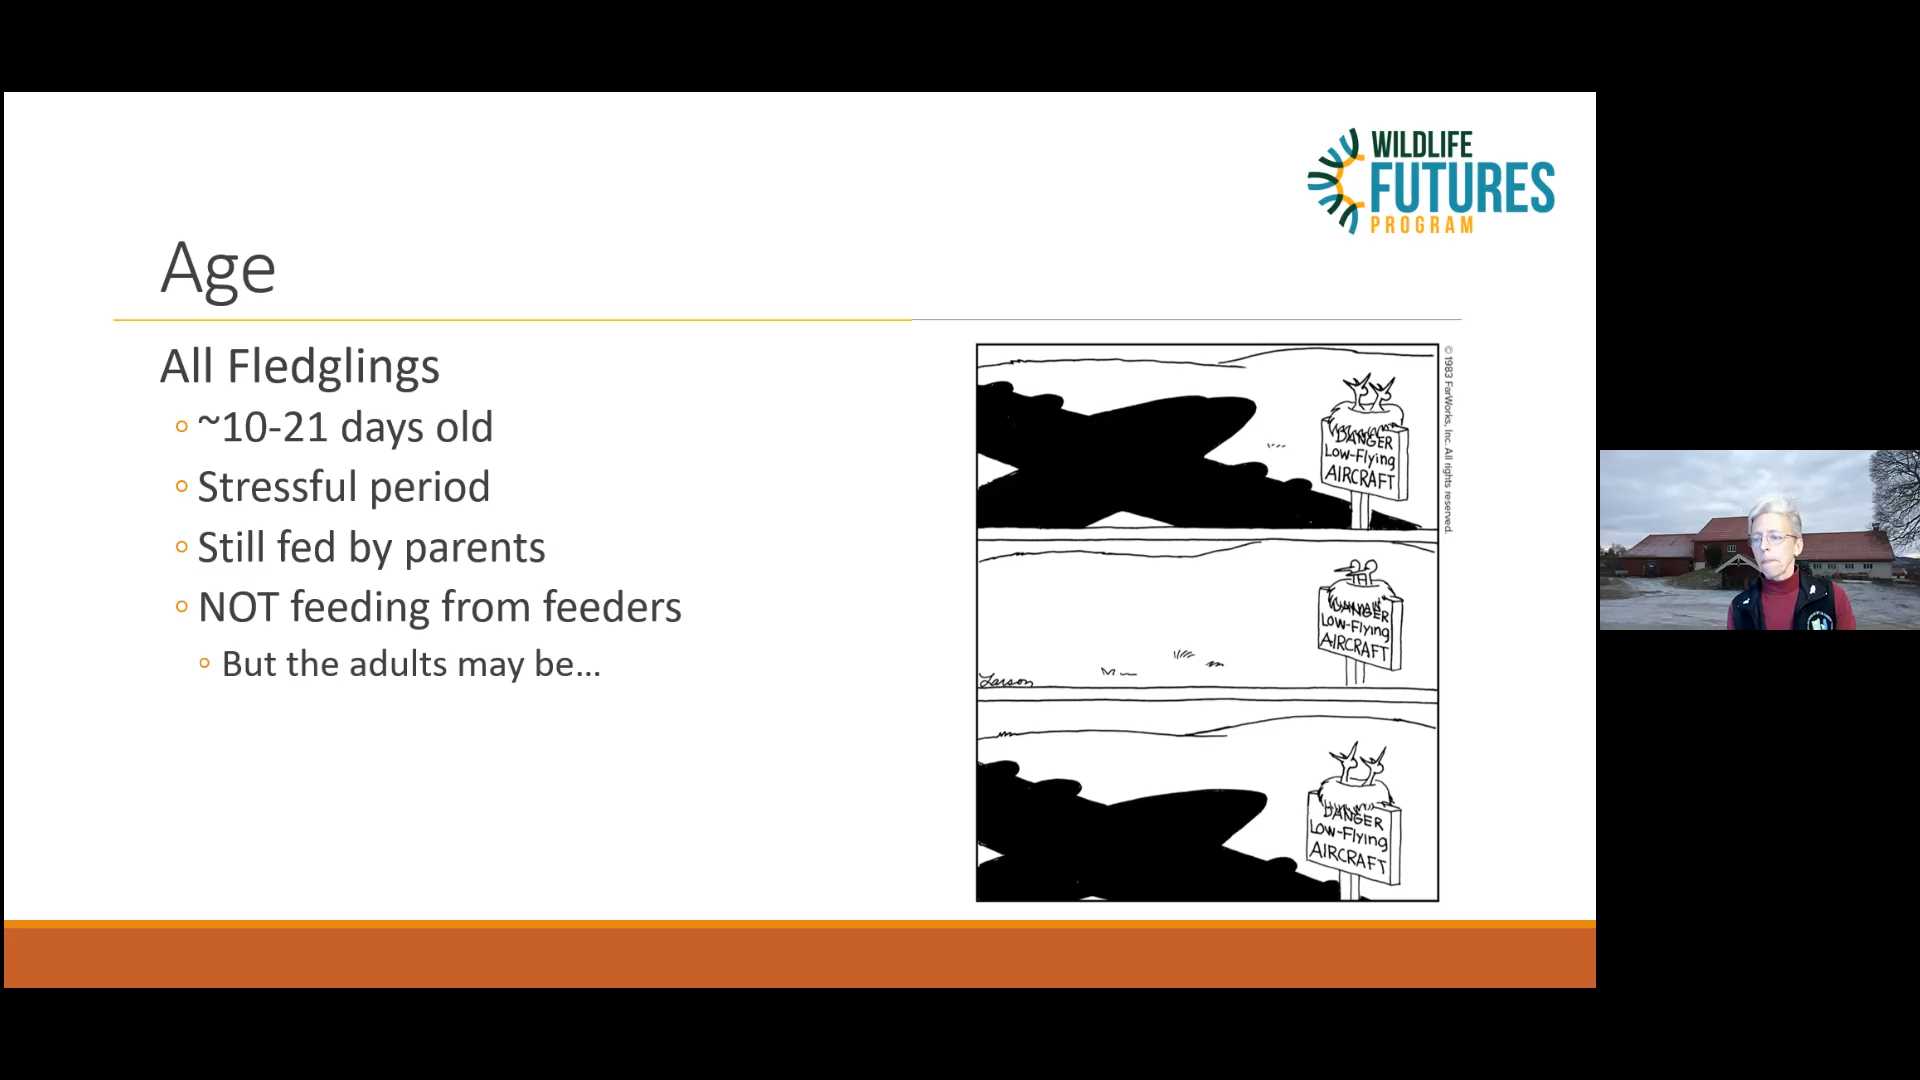 WILDLIFE
FUTURES
PROGRAM
Age
All Fledglings
~10-21 days old
Stressful period
Still fed by parents
NOT feeding from feeders
But the adults may be...
© 1983 FarWorks, Inc. All rights reserved.
DANGER
Low-Flying
AIRCRAFT
DANGER
Low-Flying
AIRCRAFT
Larson
DANGER
Low-Flying
AIRCRAFT